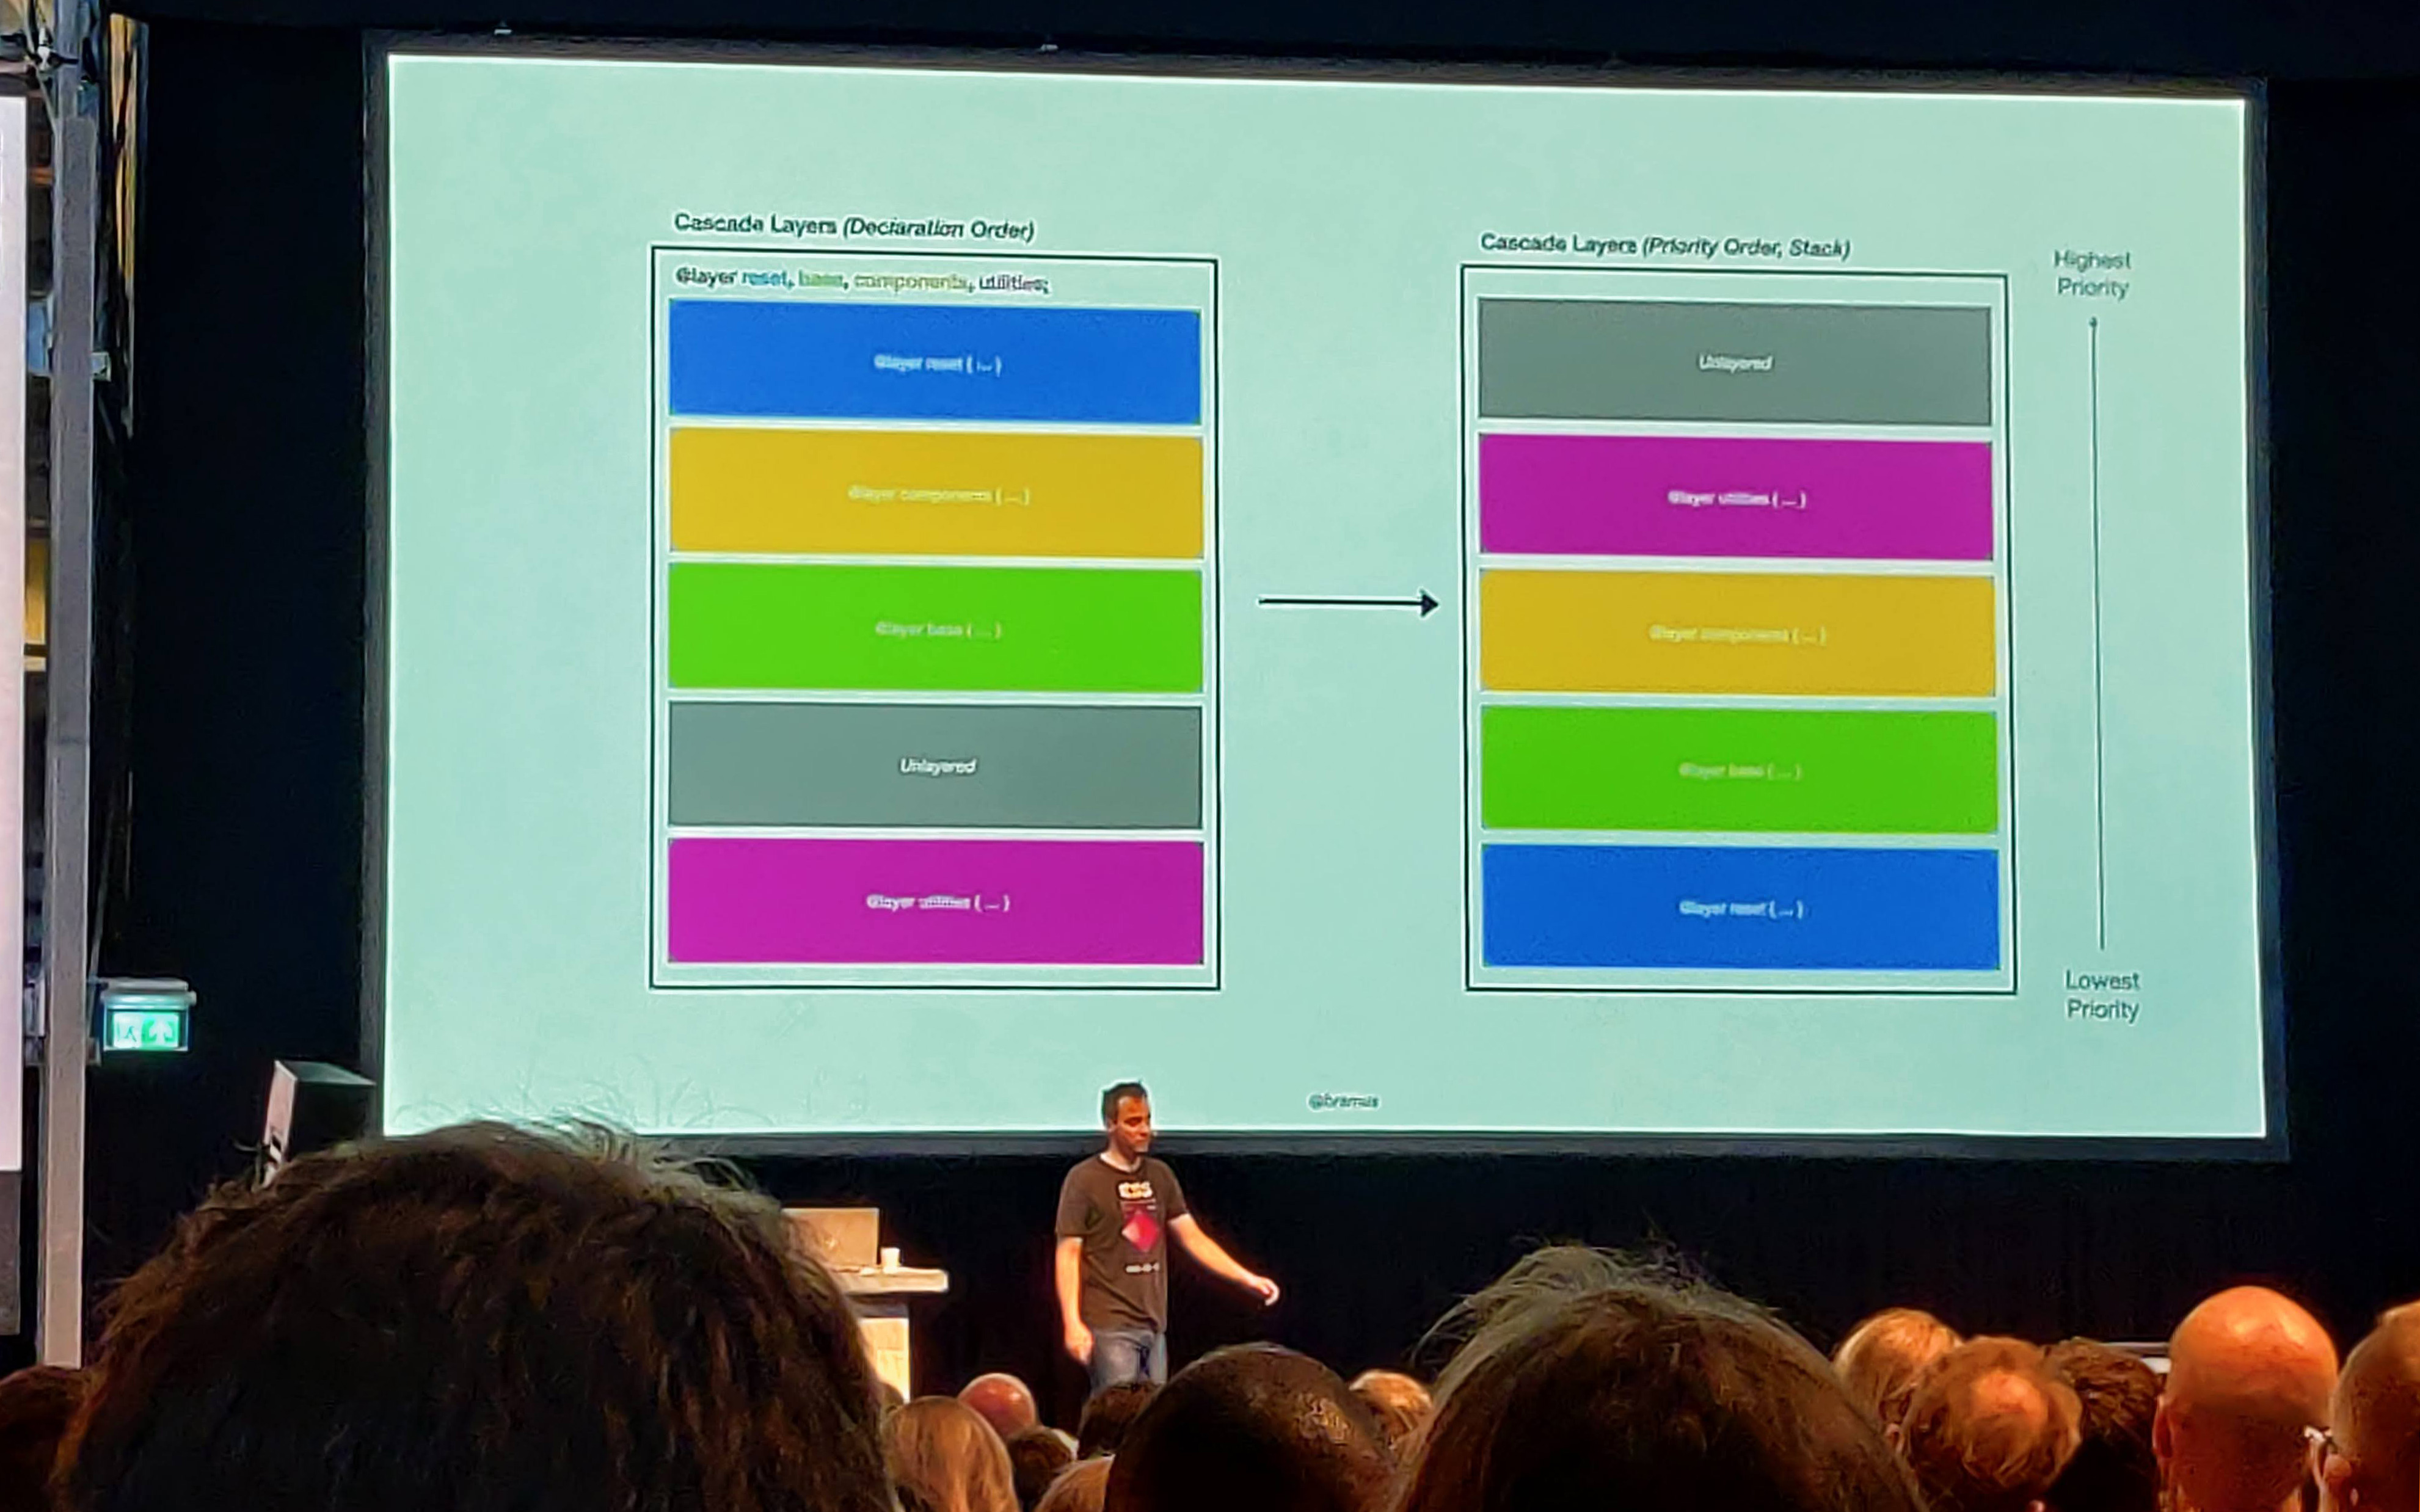 Cascade Layers (Declaration Order)
@layer reset, base, components, utilities;
@layer reset { ... }
@layer components { ... }
@layer base { ... }
Unlayered
@layer utilities { ... }
Cascade Layers (Priority Order, Stack)
Unlayered
@layer utilities { ... }
@layer components { ... }
@layer base { ... }
@layer reset { ... }
Highest
Priority
Lowest
Priority
@bramus
CSS